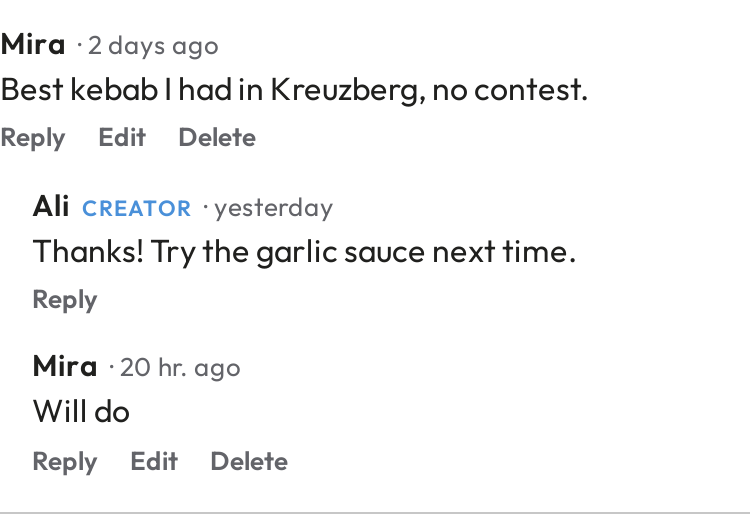 Mira · 2 days ago
Best kebab I had in Kreuzberg, no contest.
Reply Edit Delete
Ali CREATOR · yesterday
Thanks! Try the garlic sauce next time.
Reply
Mira · 20 hr. ago
Will do
Reply Edit Delete